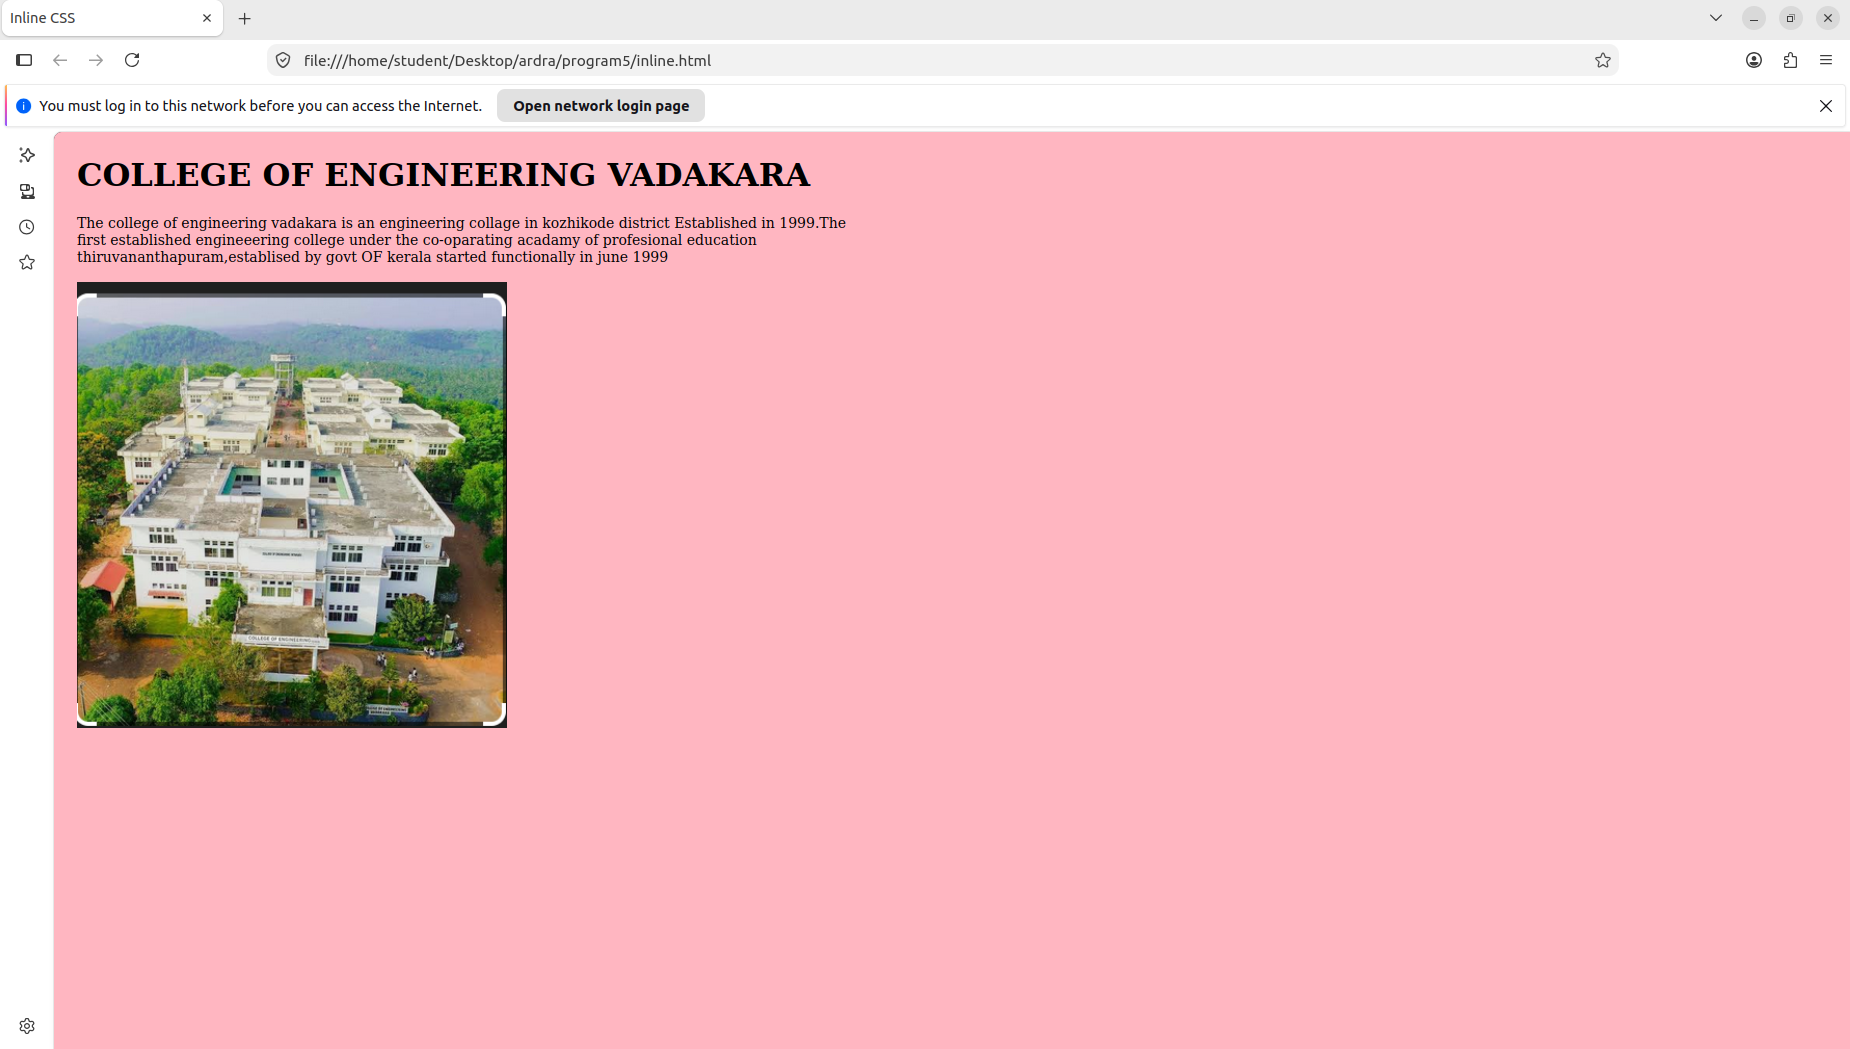 Inline CSS
file:///home/student/Desktop/ardra/program5/inline.html
You must log in to this network before you can access the Internet. Open network login page
COLLEGE OF ENGINEERING VADAKARA
The college of engineering vadakara is an engineering collage in kozhikode district Established in 1999.The
first established engineeering college under the co-oparating acadamy of profesional education
thiruvananthapuram,establised by govt OF kerala started functionally in june 1999
COLLEGE OF ENGINEERING